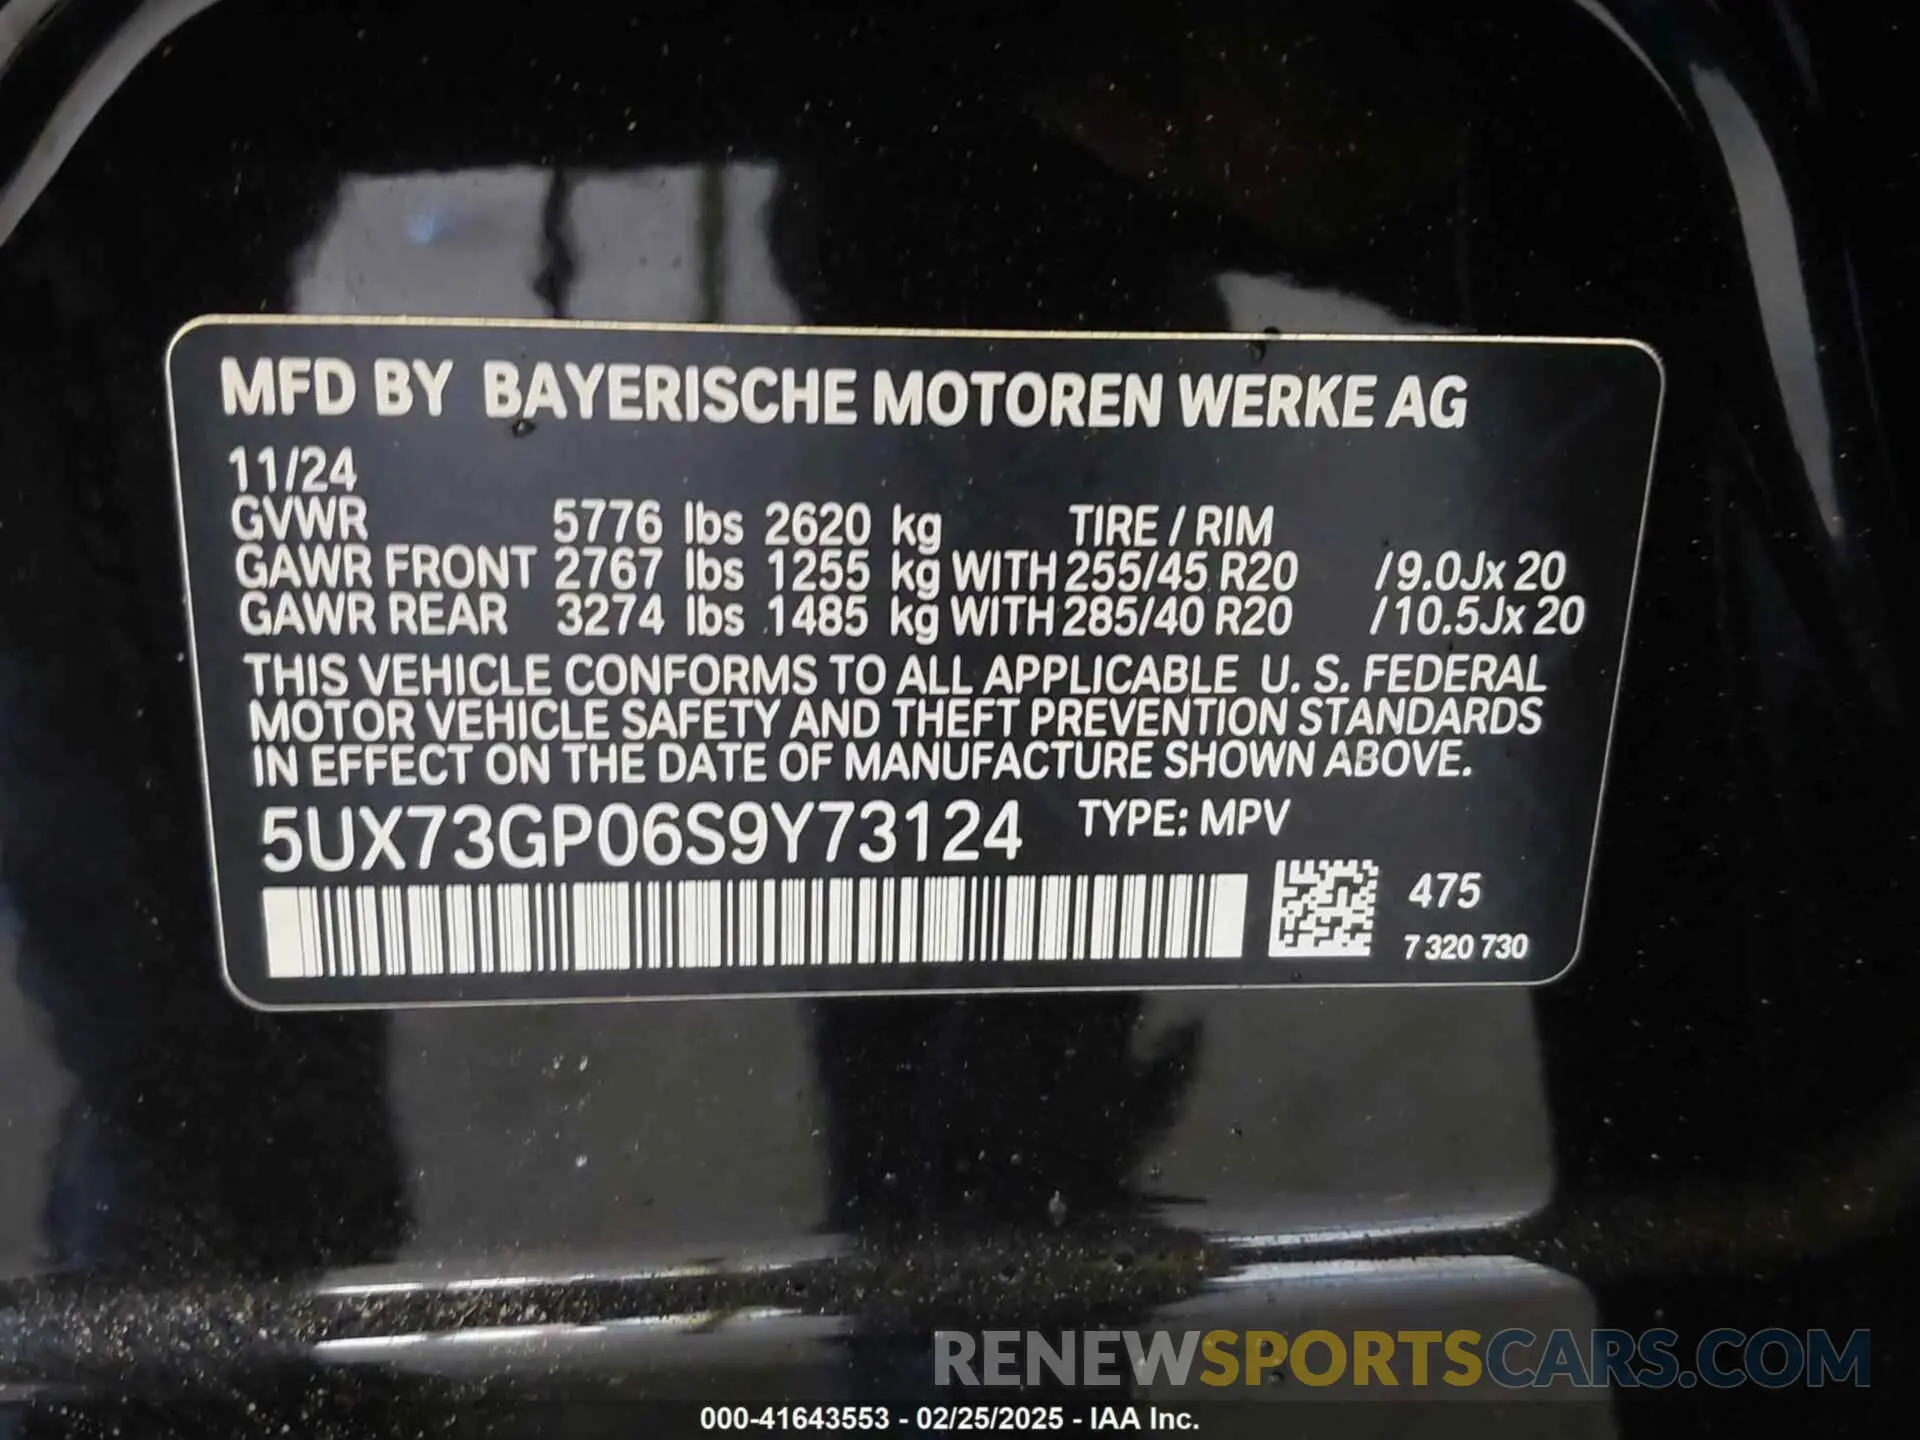 MFD BY BAYERISCHE MOTOREN WERKE AG
11/24
GVWR 5776 lbs 2620 kg TIRE / RIM
GAWR FRONT 2767 lbs 1255 kg WITH 255/45 R20 /9.0Jx 20
GAWR REAR 3274 lbs 1485 kg WITH 285/40 R20 /10.5Jx 20
THIS VEHICLE CONFORMS TO ALL APPLICABLE U. S. FEDERAL
MOTOR VEHICLE SAFETY AND THEFT PREVENTION STANDARDS
IN EFFECT ON THE DATE OF MANUFACTURE SHOWN ABOVE.
5UX73GP06S9Y73124 TYPE: MPV
475
7 320 730
RENEWSPORTSCARS.COM
000-41643553 - 02/25/2025 - IAA Inc.